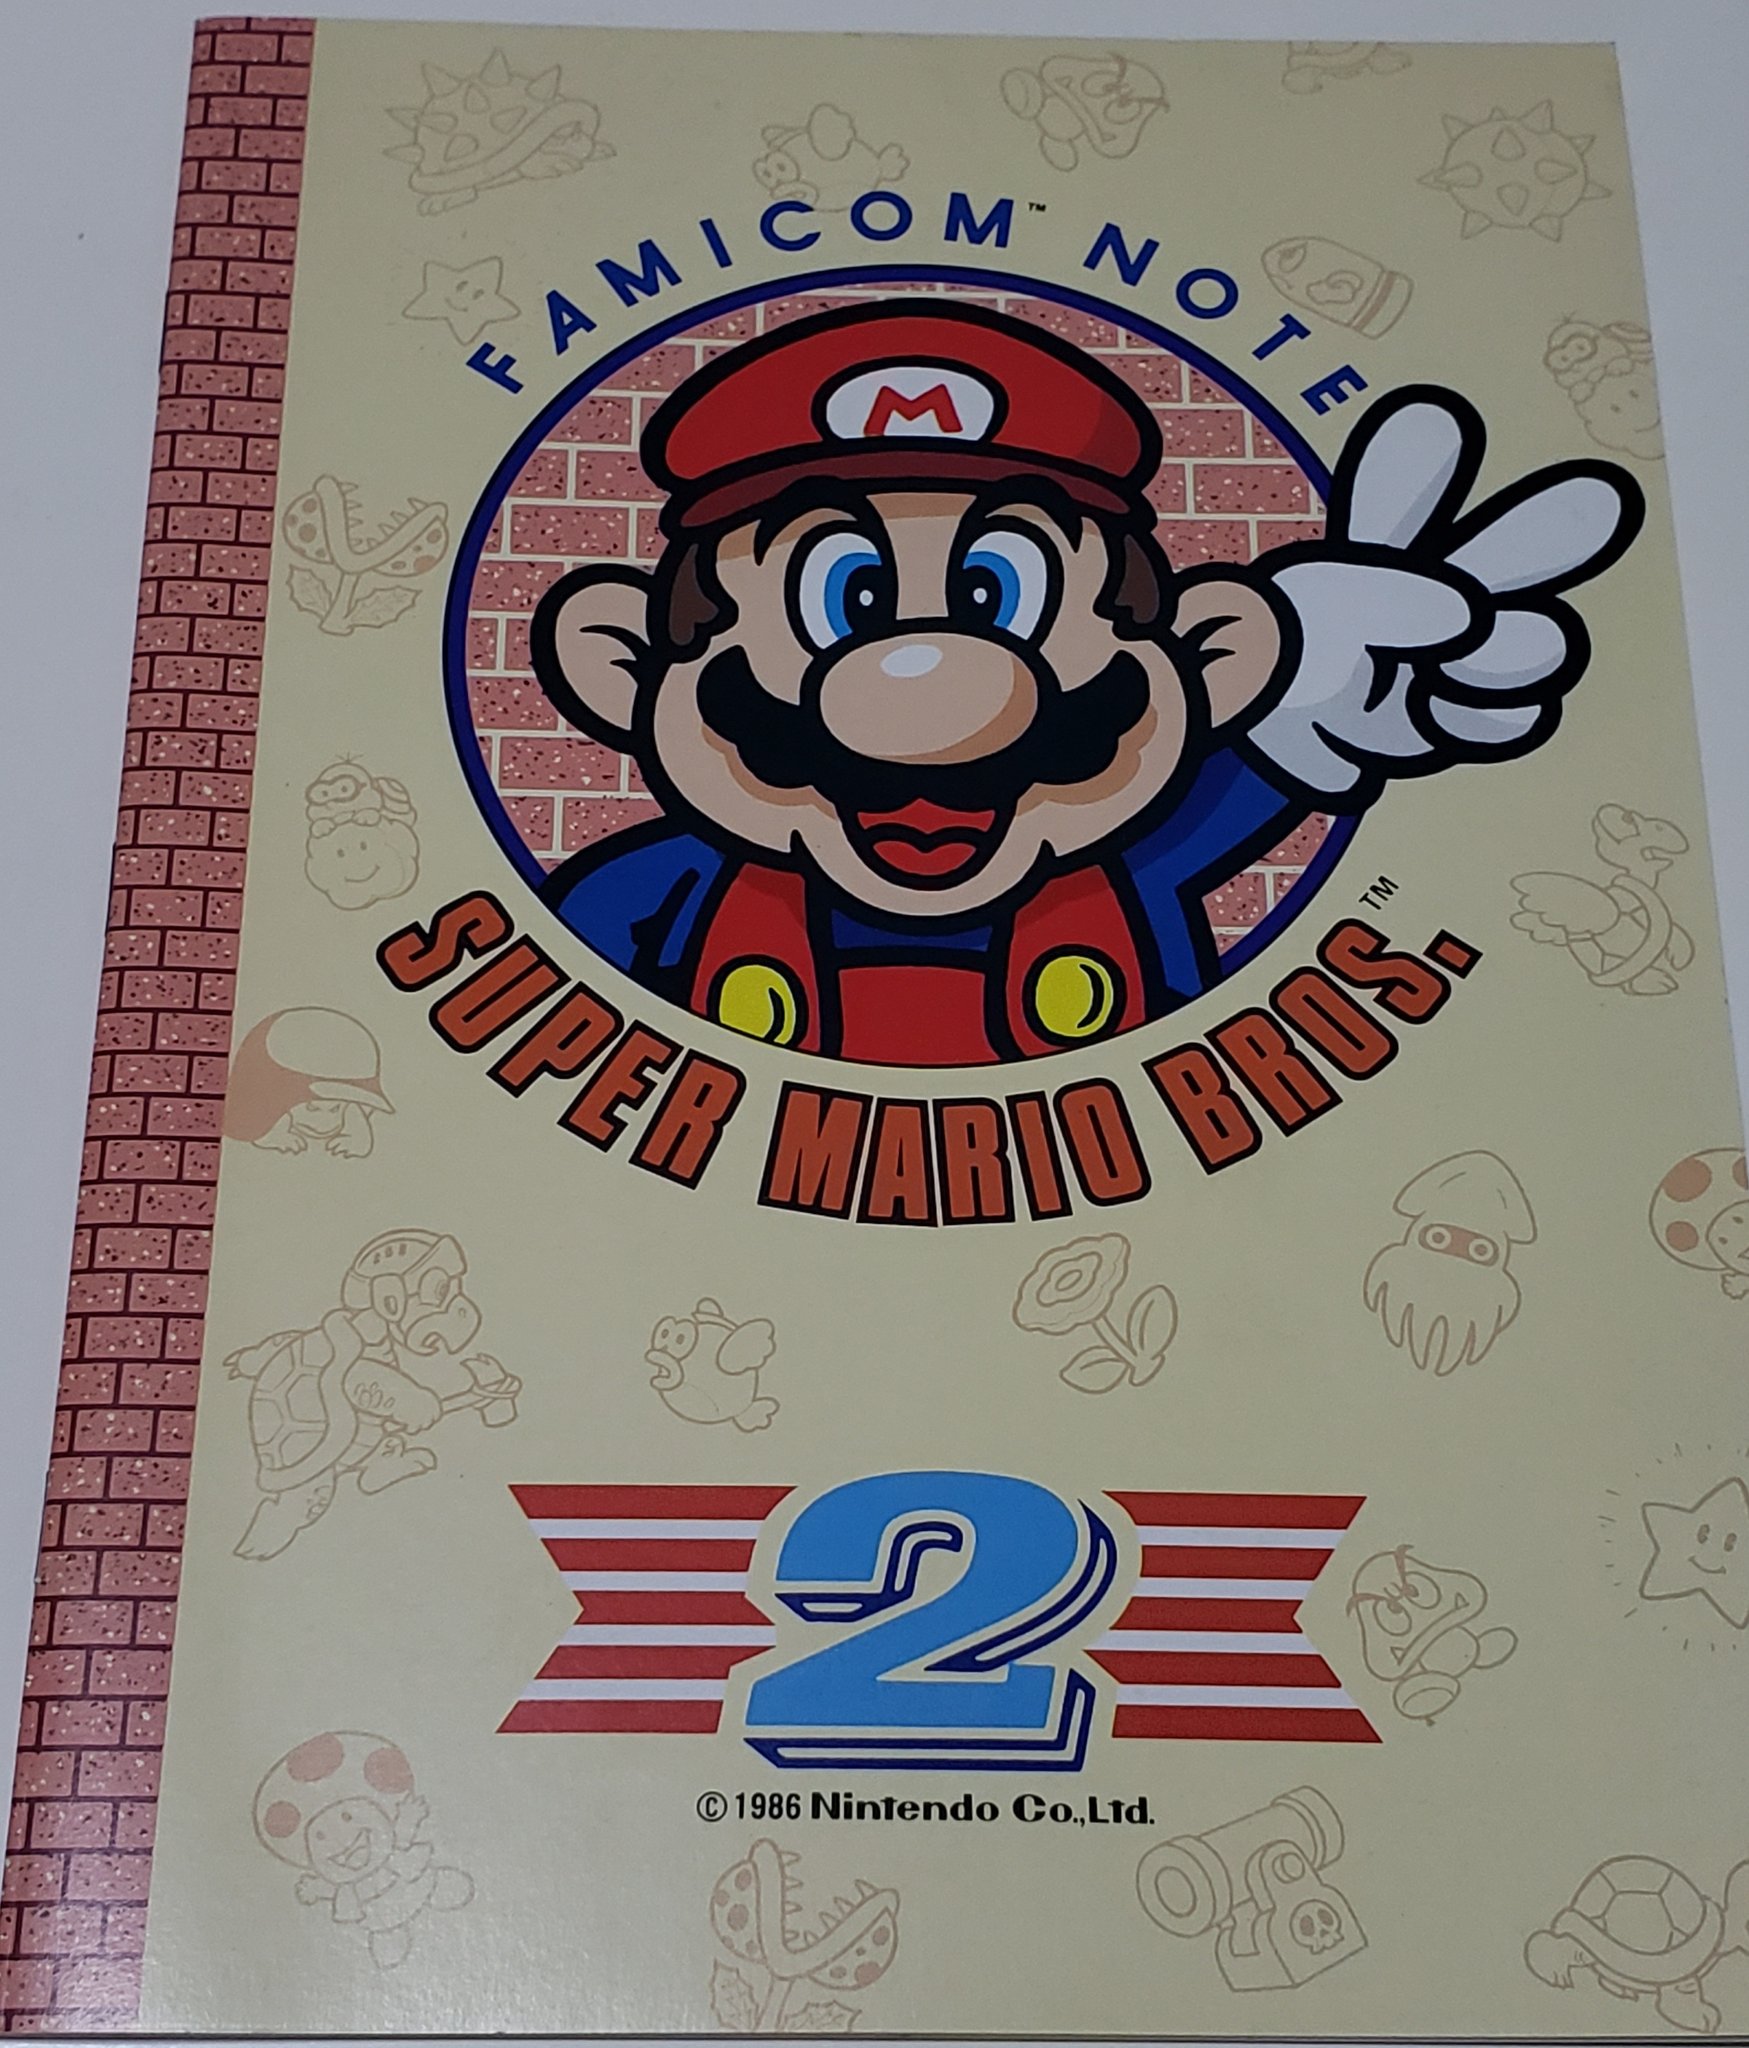 FAMICOM™ NOTE
M
SUPER MARIO BROS.™
2
©1986 Nintendo Co.,Ltd.